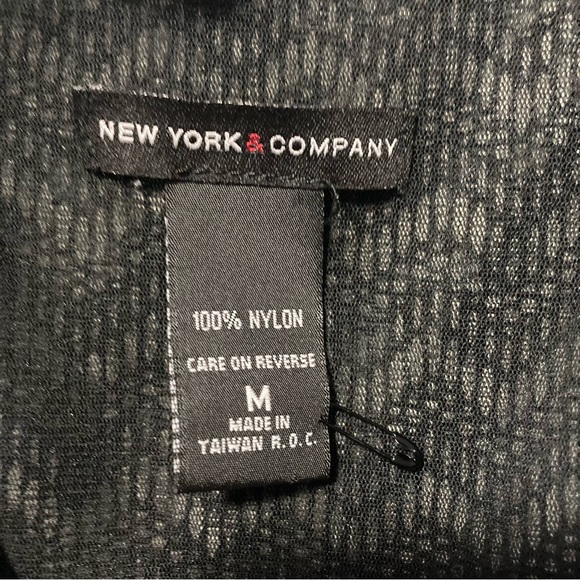 NEW YORK & COMPANY
100% NYLON
CARE ON REVERSE
M
MADE IN
TAIWAN R.O.C.